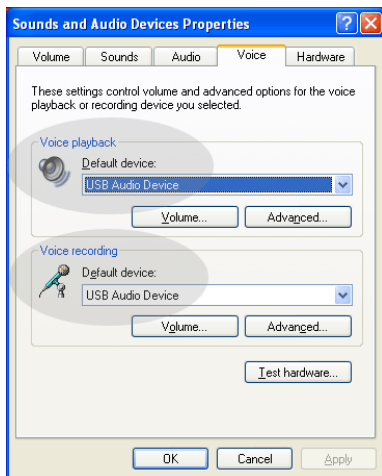 Sounds and Audio Devices Properties
Volume Sounds Audio Voice Hardware
These settings control volume and advanced options for the voice
playback or recording device you selected.
Voice playback
Default device:
USB Audio Device
Volume... Advanced...
Voice recording
Default device:
USB Audio Device
Volume... Advanced...
Test hardware...
OK Cancel Apply